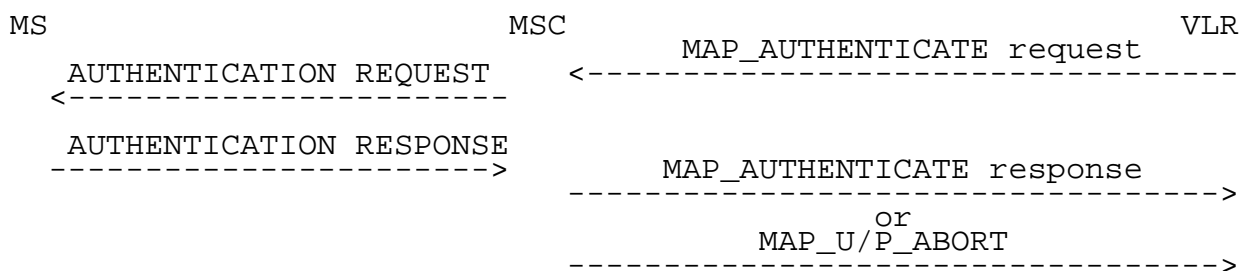 MS MSC VLR
MAP_AUTHENTICATE request
AUTHENTICATION REQUEST <----------------------------------
<-----------------------
AUTHENTICATION RESPONSE
-----------------------> MAP_AUTHENTICATE response
---------------------------------->
or
MAP_U/P_ABORT
---------------------------------->